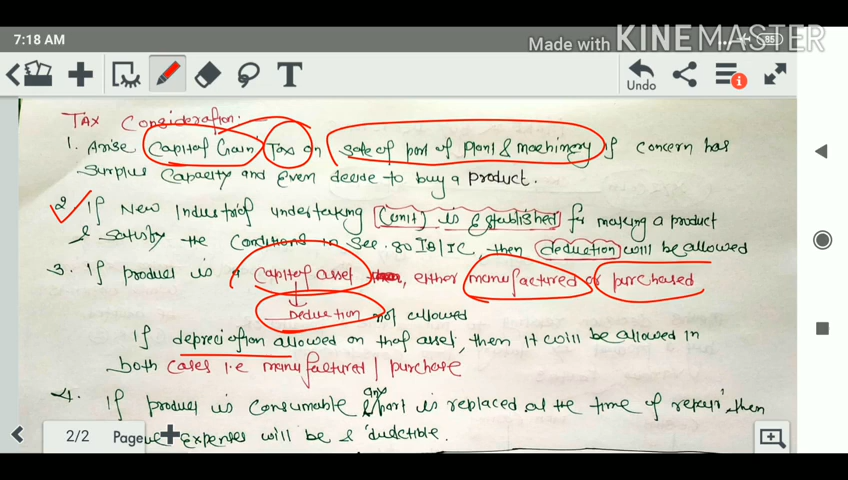 7:18 AM
Made with KINEMASTER
85
T
Undo
TAX Consideration.
1. Arise Capital Gain Tax on sale of part of Plant & machinery if concern has
surplus capacity and even decide to buy a product.
2. If New Industrial undertaking (unit) is established for making a product
& satisfy the conditions in Sec. 80 IB/IC, then deduction will be allowed
3. If product is a capital asset, either manufactured or purchased
Deduction not allowed
If depreciation allowed on that asset, then it will be allowed in
both cases i.e manufactured / purchase
4. If product is consumable & any part is replaced at the time of repair, then
expenses will be deductible.
2/2 Page